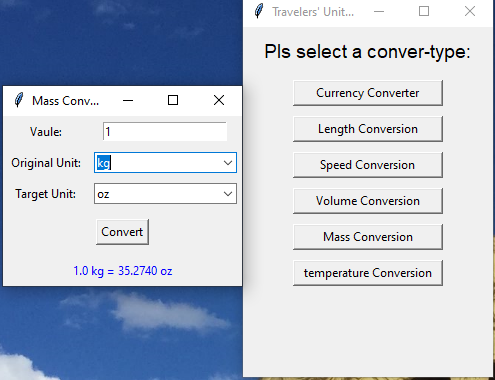 Travelers' Unit...
Pls select a conver-type:
Currency Converter
Length Conversion
Speed Conversion
Volume Conversion
Mass Conversion
temperature Conversion
Mass Conv...
Vaule:
1
Original Unit:
kg
Target Unit:
oz
Convert
1.0 kg = 35.2740 oz